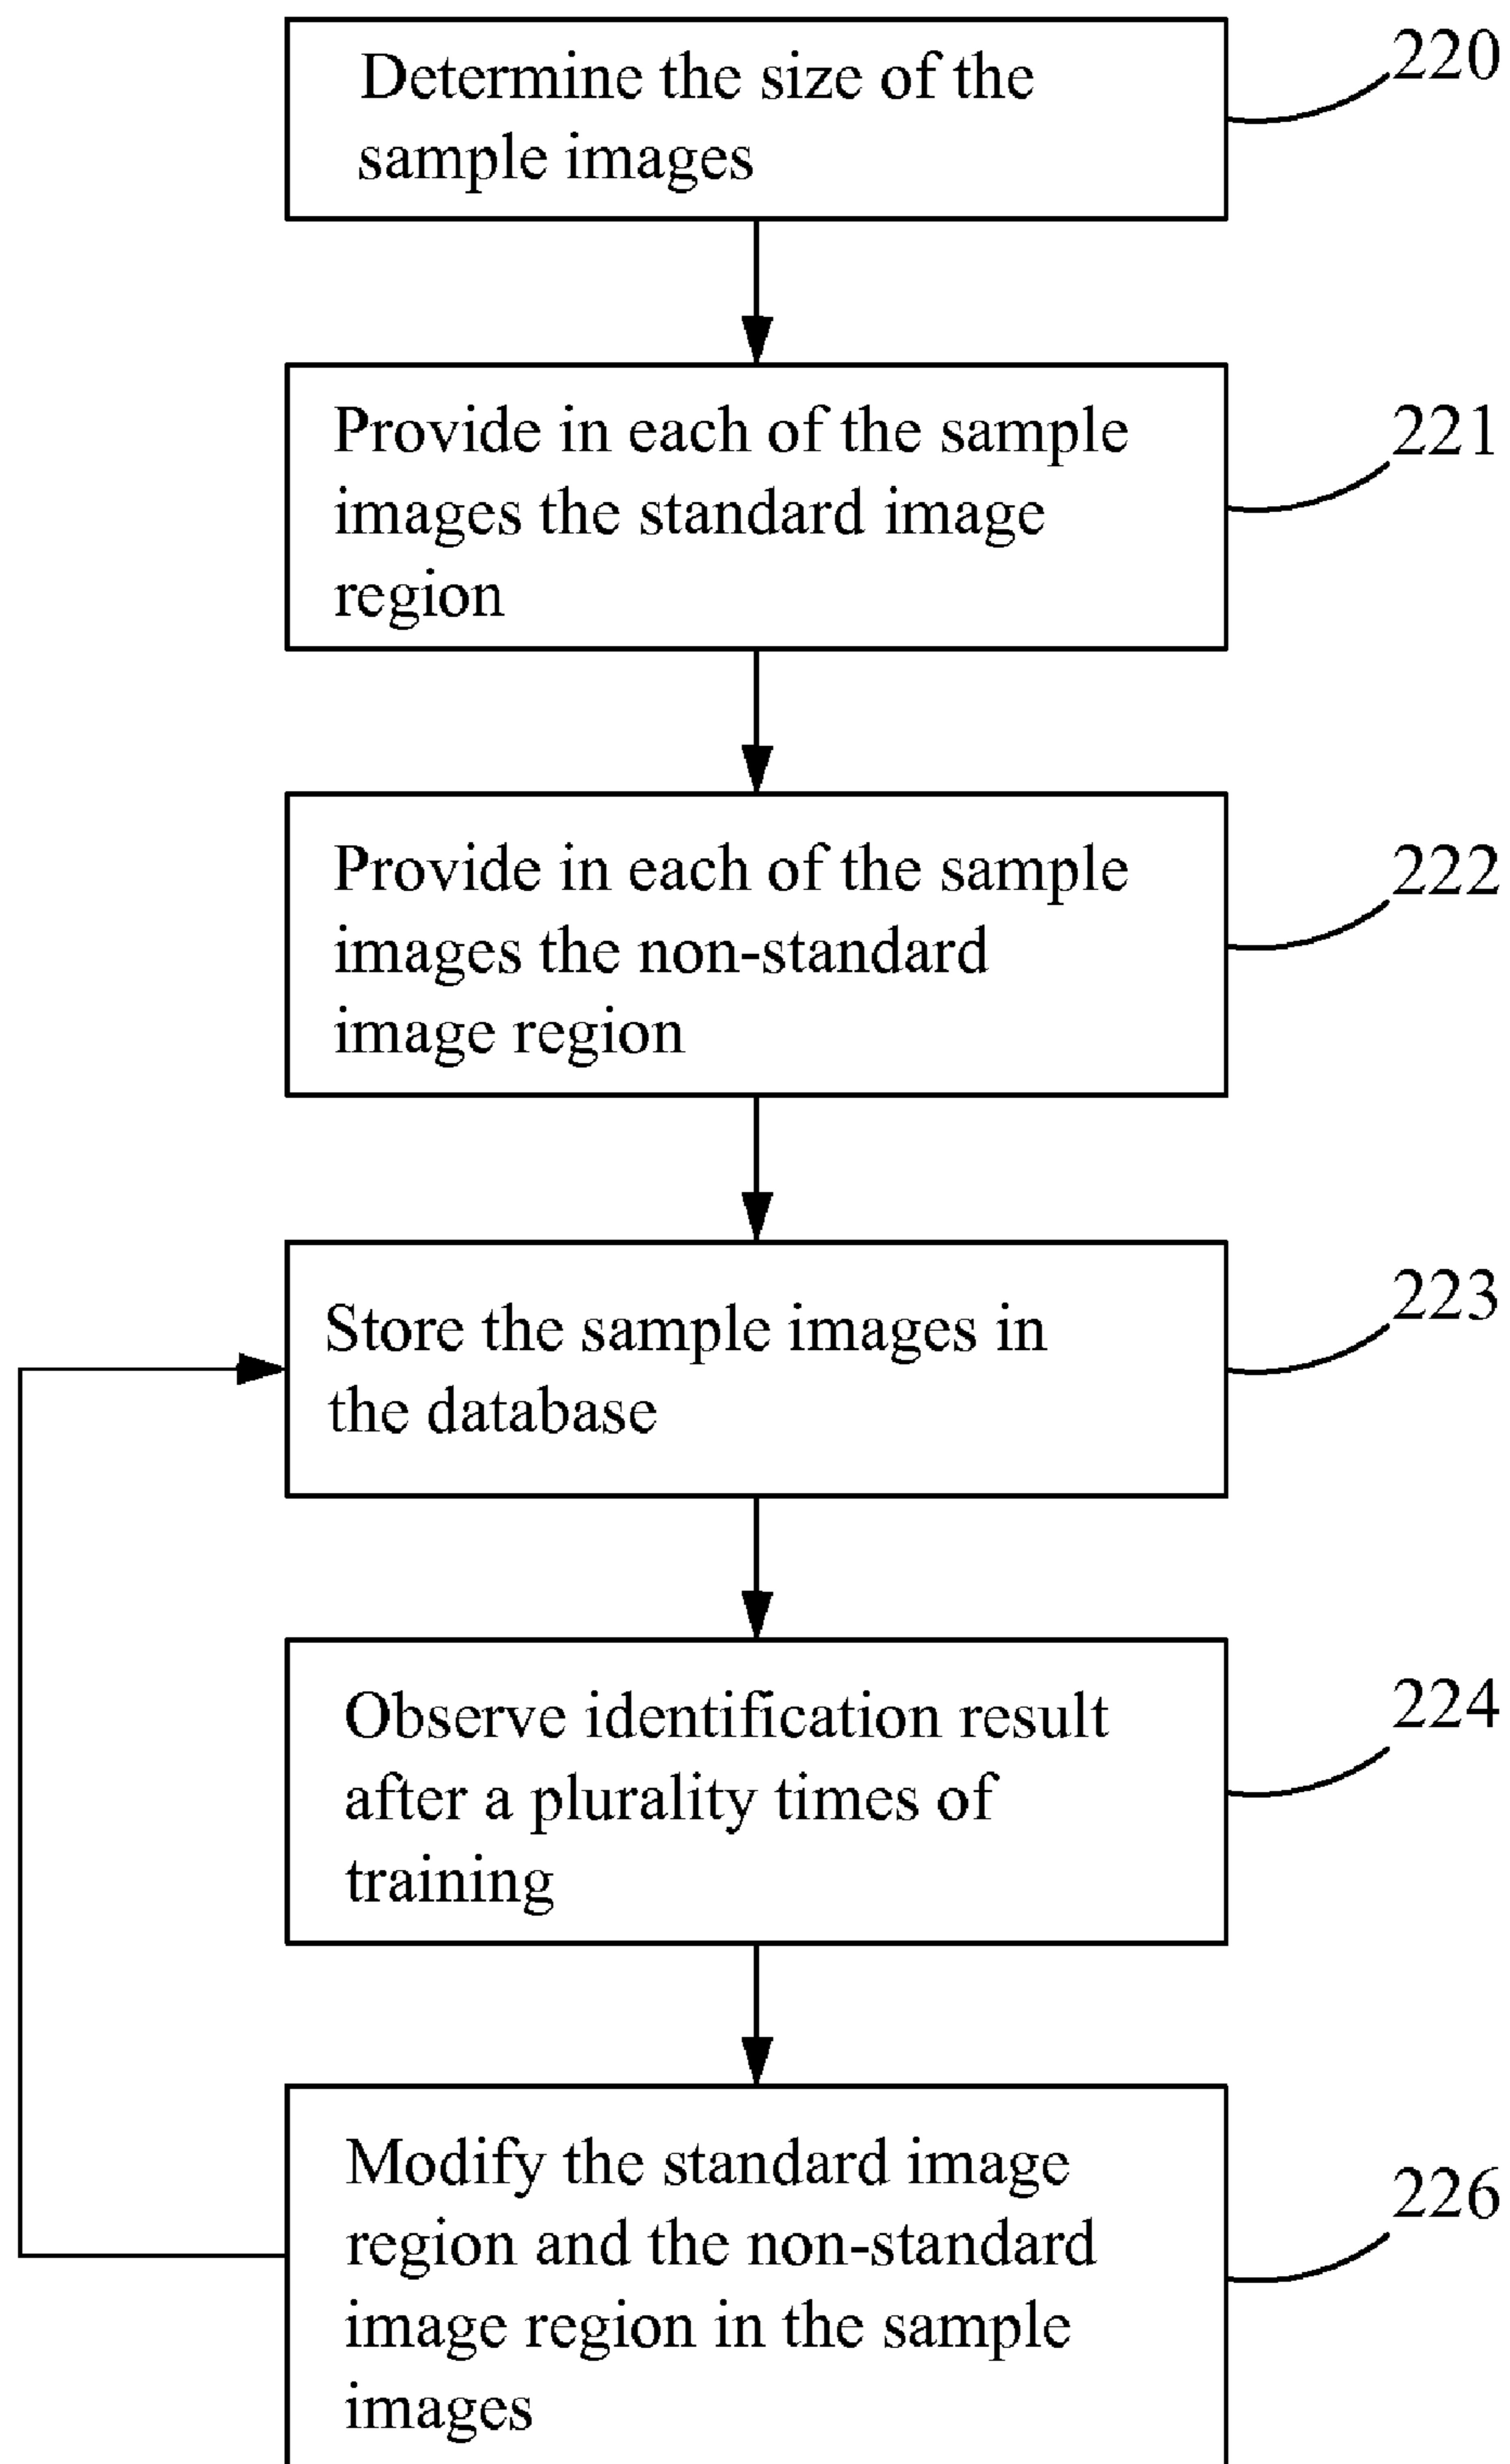 Determine the size of the
sample images
220
Provide in each of the sample
images the standard image
region
221
Provide in each of the sample
images the non-standard
image region
222
Store the sample images in
the database
223
Observe identification result
after a plurality times of
training
224
Modify the standard image
region and the non-standard
image region in the sample
images
226